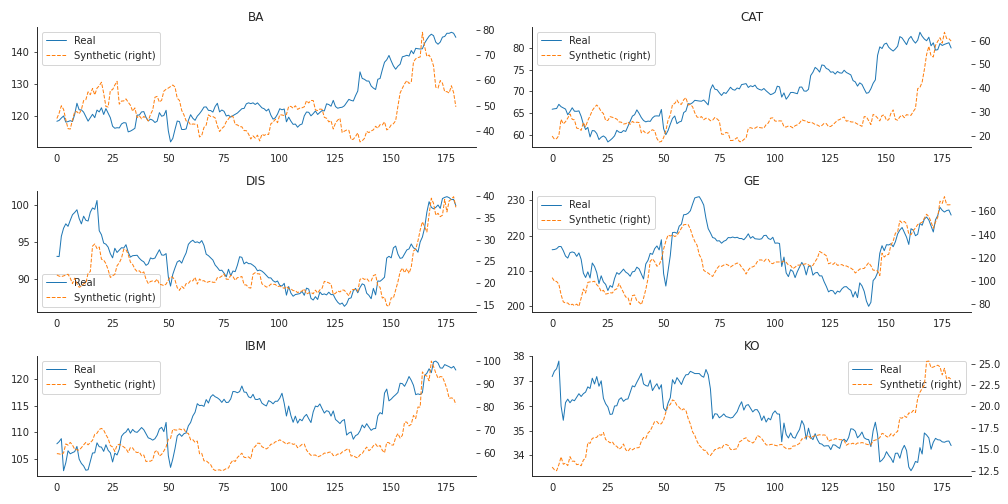 BA
Real
Synthetic (right)
140
130
120
80
70
60
50
40
0 25 50 75 100 125 150 175
CAT
Real
Synthetic (right)
80
75
70
65
60
60
50
40
30
20
0 25 50 75 100 125 150 175
DIS
Real
Synthetic (right)
100
95
90
40
35
30
25
20
15
0 25 50 75 100 125 150 175
GE
Real
Synthetic (right)
230
220
210
200
160
140
120
100
80
0 25 50 75 100 125 150 175
IBM
Real
Synthetic (right)
120
115
110
105
100
90
80
70
60
0 25 50 75 100 125 150 175
KO
Real
Synthetic (right)
38
37
36
35
34
25.0
22.5
20.0
17.5
15.0
12.5
0 25 50 75 100 125 150 175